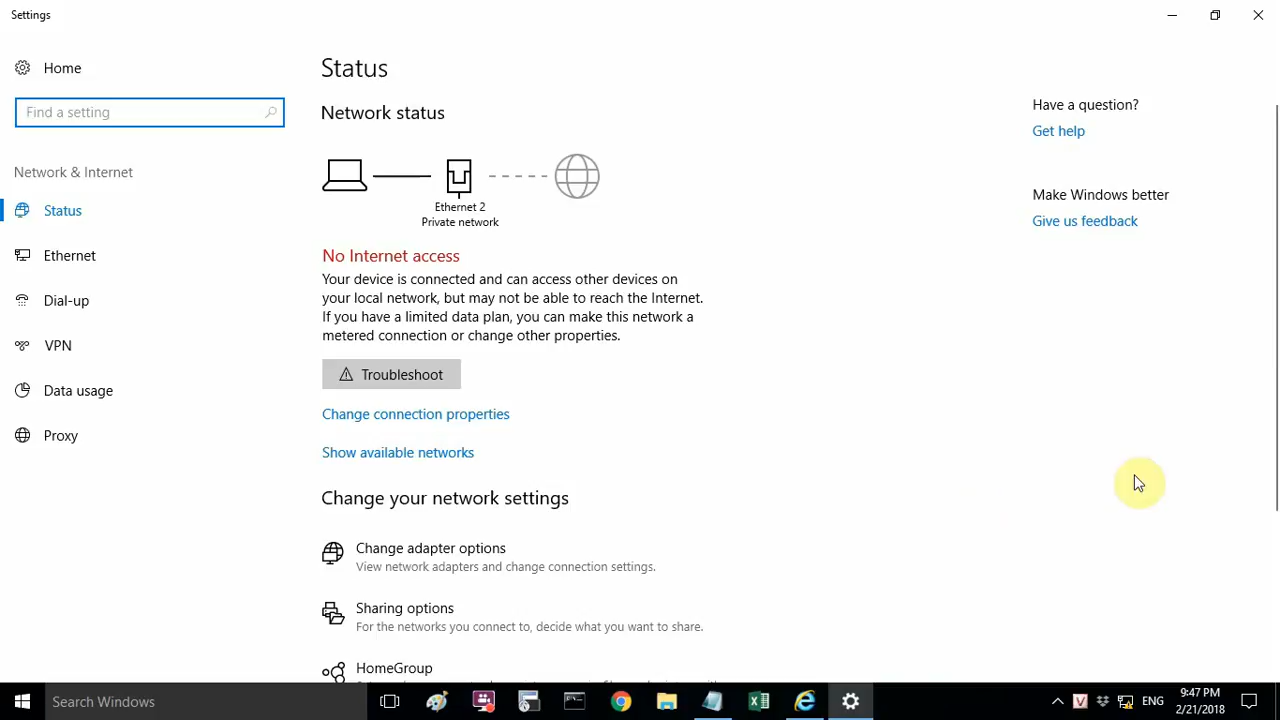 Settings
Home
Find a setting
Network & Internet
Status
Ethernet
Dial-up
VPN
Data usage
Proxy
Status
Network status
Ethernet 2
Private network
No Internet access
Your device is connected and can access other devices on
your local network, but may not be able to reach the Internet.
If you have a limited data plan, you can make this network a
metered connection or change other properties.
Troubleshoot
Change connection properties
Show available networks
Change your network settings
Change adapter options
View network adapters and change connection settings.
Sharing options
For the networks you connect to, decide what you want to share.
HomeGroup
Have a question?
Get help
Make Windows better
Give us feedback
Search Windows
ENG
9:47 PM
2/21/2018